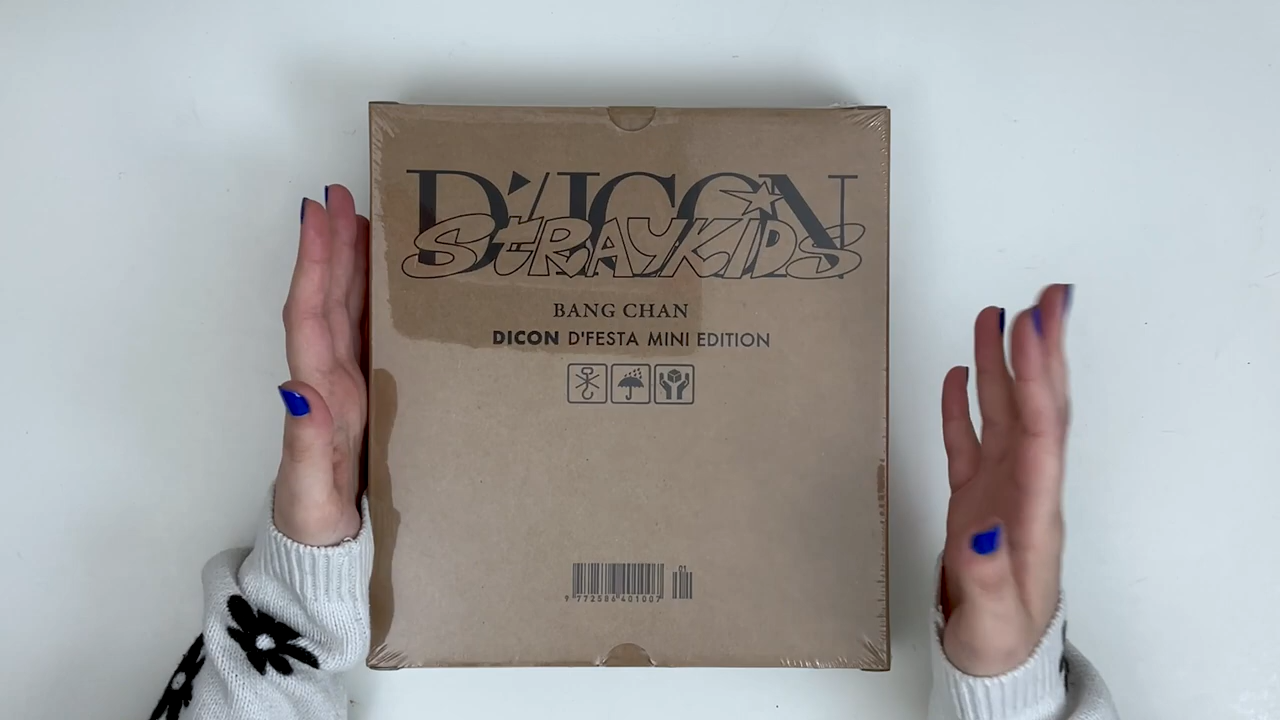 D'/ICON
STRAYKIDS
BANG CHAN
DICON D'FESTA MINI EDITION
01
9 772586 401007